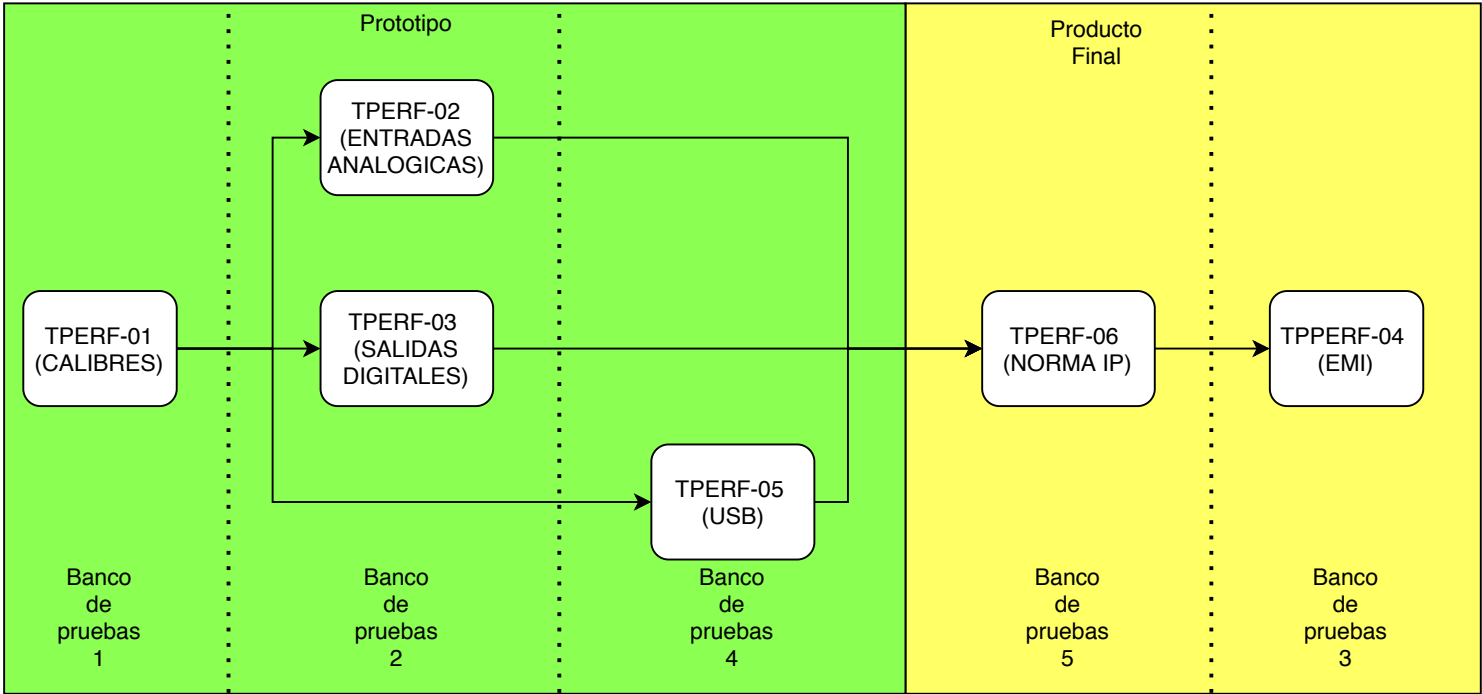 Prototipo
Producto
Final
TPERF-02
(ENTRADAS
ANALOGICAS)
TPERF-01
(CALIBRES)
TPERF-03
(SALIDAS
DIGITALES)
TPERF-06
(NORMA IP)
TPPERF-04
(EMI)
TPERF-05
(USB)
Banco
de
pruebas
1
Banco
de
pruebas
2
Banco
de
pruebas
4
Banco
de
pruebas
5
Banco
de
pruebas
3